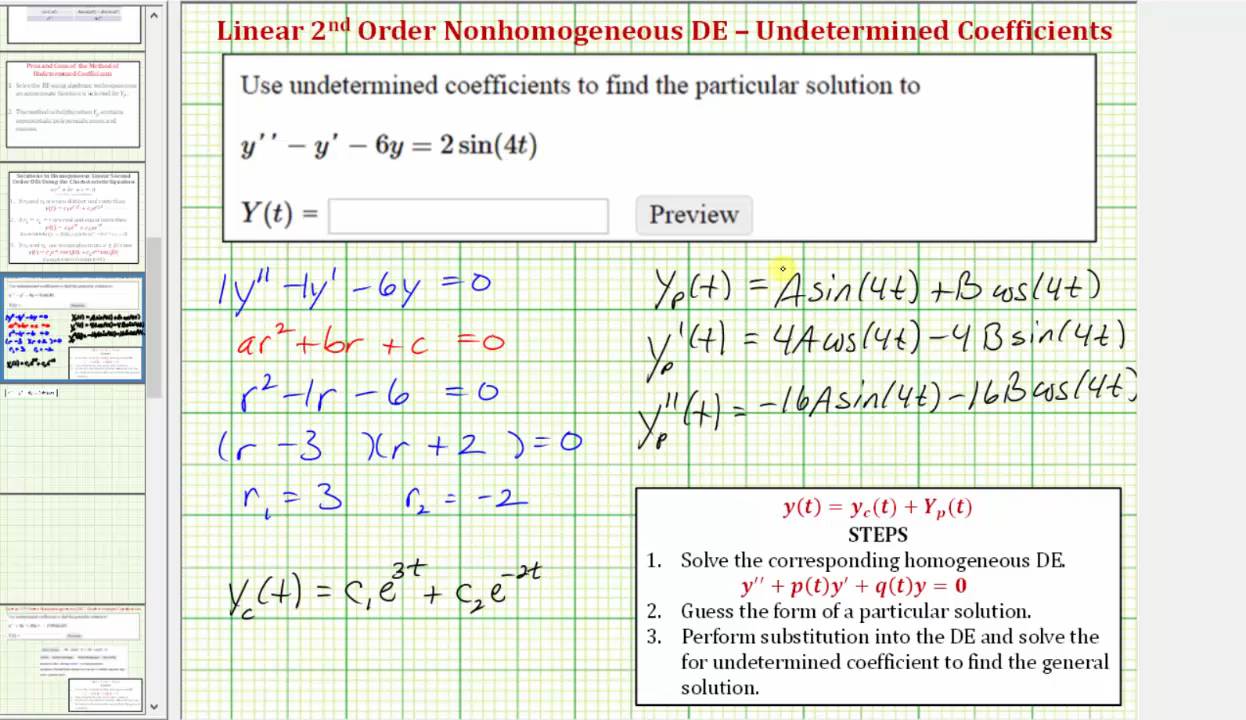 Linear 2nd Order Nonhomogeneous DE – Undetermined Coefficients
Use undetermined coefficients to find the particular solution to
y'' − y' − 6y = 2 sin(4t)
Y(t) =
Preview
1y'' −1y' − 6y = 0
ar² + br + c = 0
r² − 1r − 6 = 0
(r − 3 )(r + 2 ) = 0
r₁ = 3 r₂ = −2
y_c(t) = c₁e^{3t} + c₂e^{−2t}
Y_p(t) = A sin(4t) + B cos(4t)
Y_p'(t) = 4A cos(4t) − 4B sin(4t)
Y_p''(t) = −16A sin(4t) − 16B cos(4t)
y(t) = y_c(t) + Y_p(t)
STEPS
1. Solve the corresponding homogeneous DE.
y'' + p(t)y' + q(t)y = 0
2. Guess the form of a particular solution.
3. Perform substitution into the DE and solve the
for undetermined coefficient to find the general
solution.